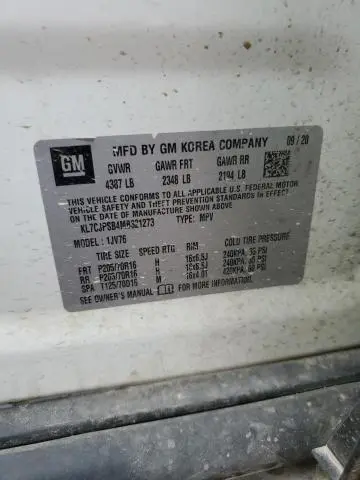 GM
MFD BY GM KOREA COMPANY 09/20
GVWR GAWR FRT GAWR RR
4387 LB 2348 LB 2194 LB
THIS VEHICLE CONFORMS TO ALL APPLICABLE U.S. FEDERAL MOTOR
VEHICLE SAFETY AND THEFT PREVENTION STANDARDS IN EFFECT ON THE
DATE OF MANUFACTURE SHOWN ABOVE.
TYPE: MPV
MODEL: 1JV76
TIRE SIZE SPEED RTG RIM COLD TIRE PRESSURE
FRT P205/70R16 H 16x6.5J 240KPA, 35 PSI
RR P205/70R16 H 16x6.5J 240KPA, 35 PSI
SPA T125/70D16 M 16x4.0T 420KPA, 60 PSI
SEE OWNER'S MANUAL FOR MORE INFORMATION.